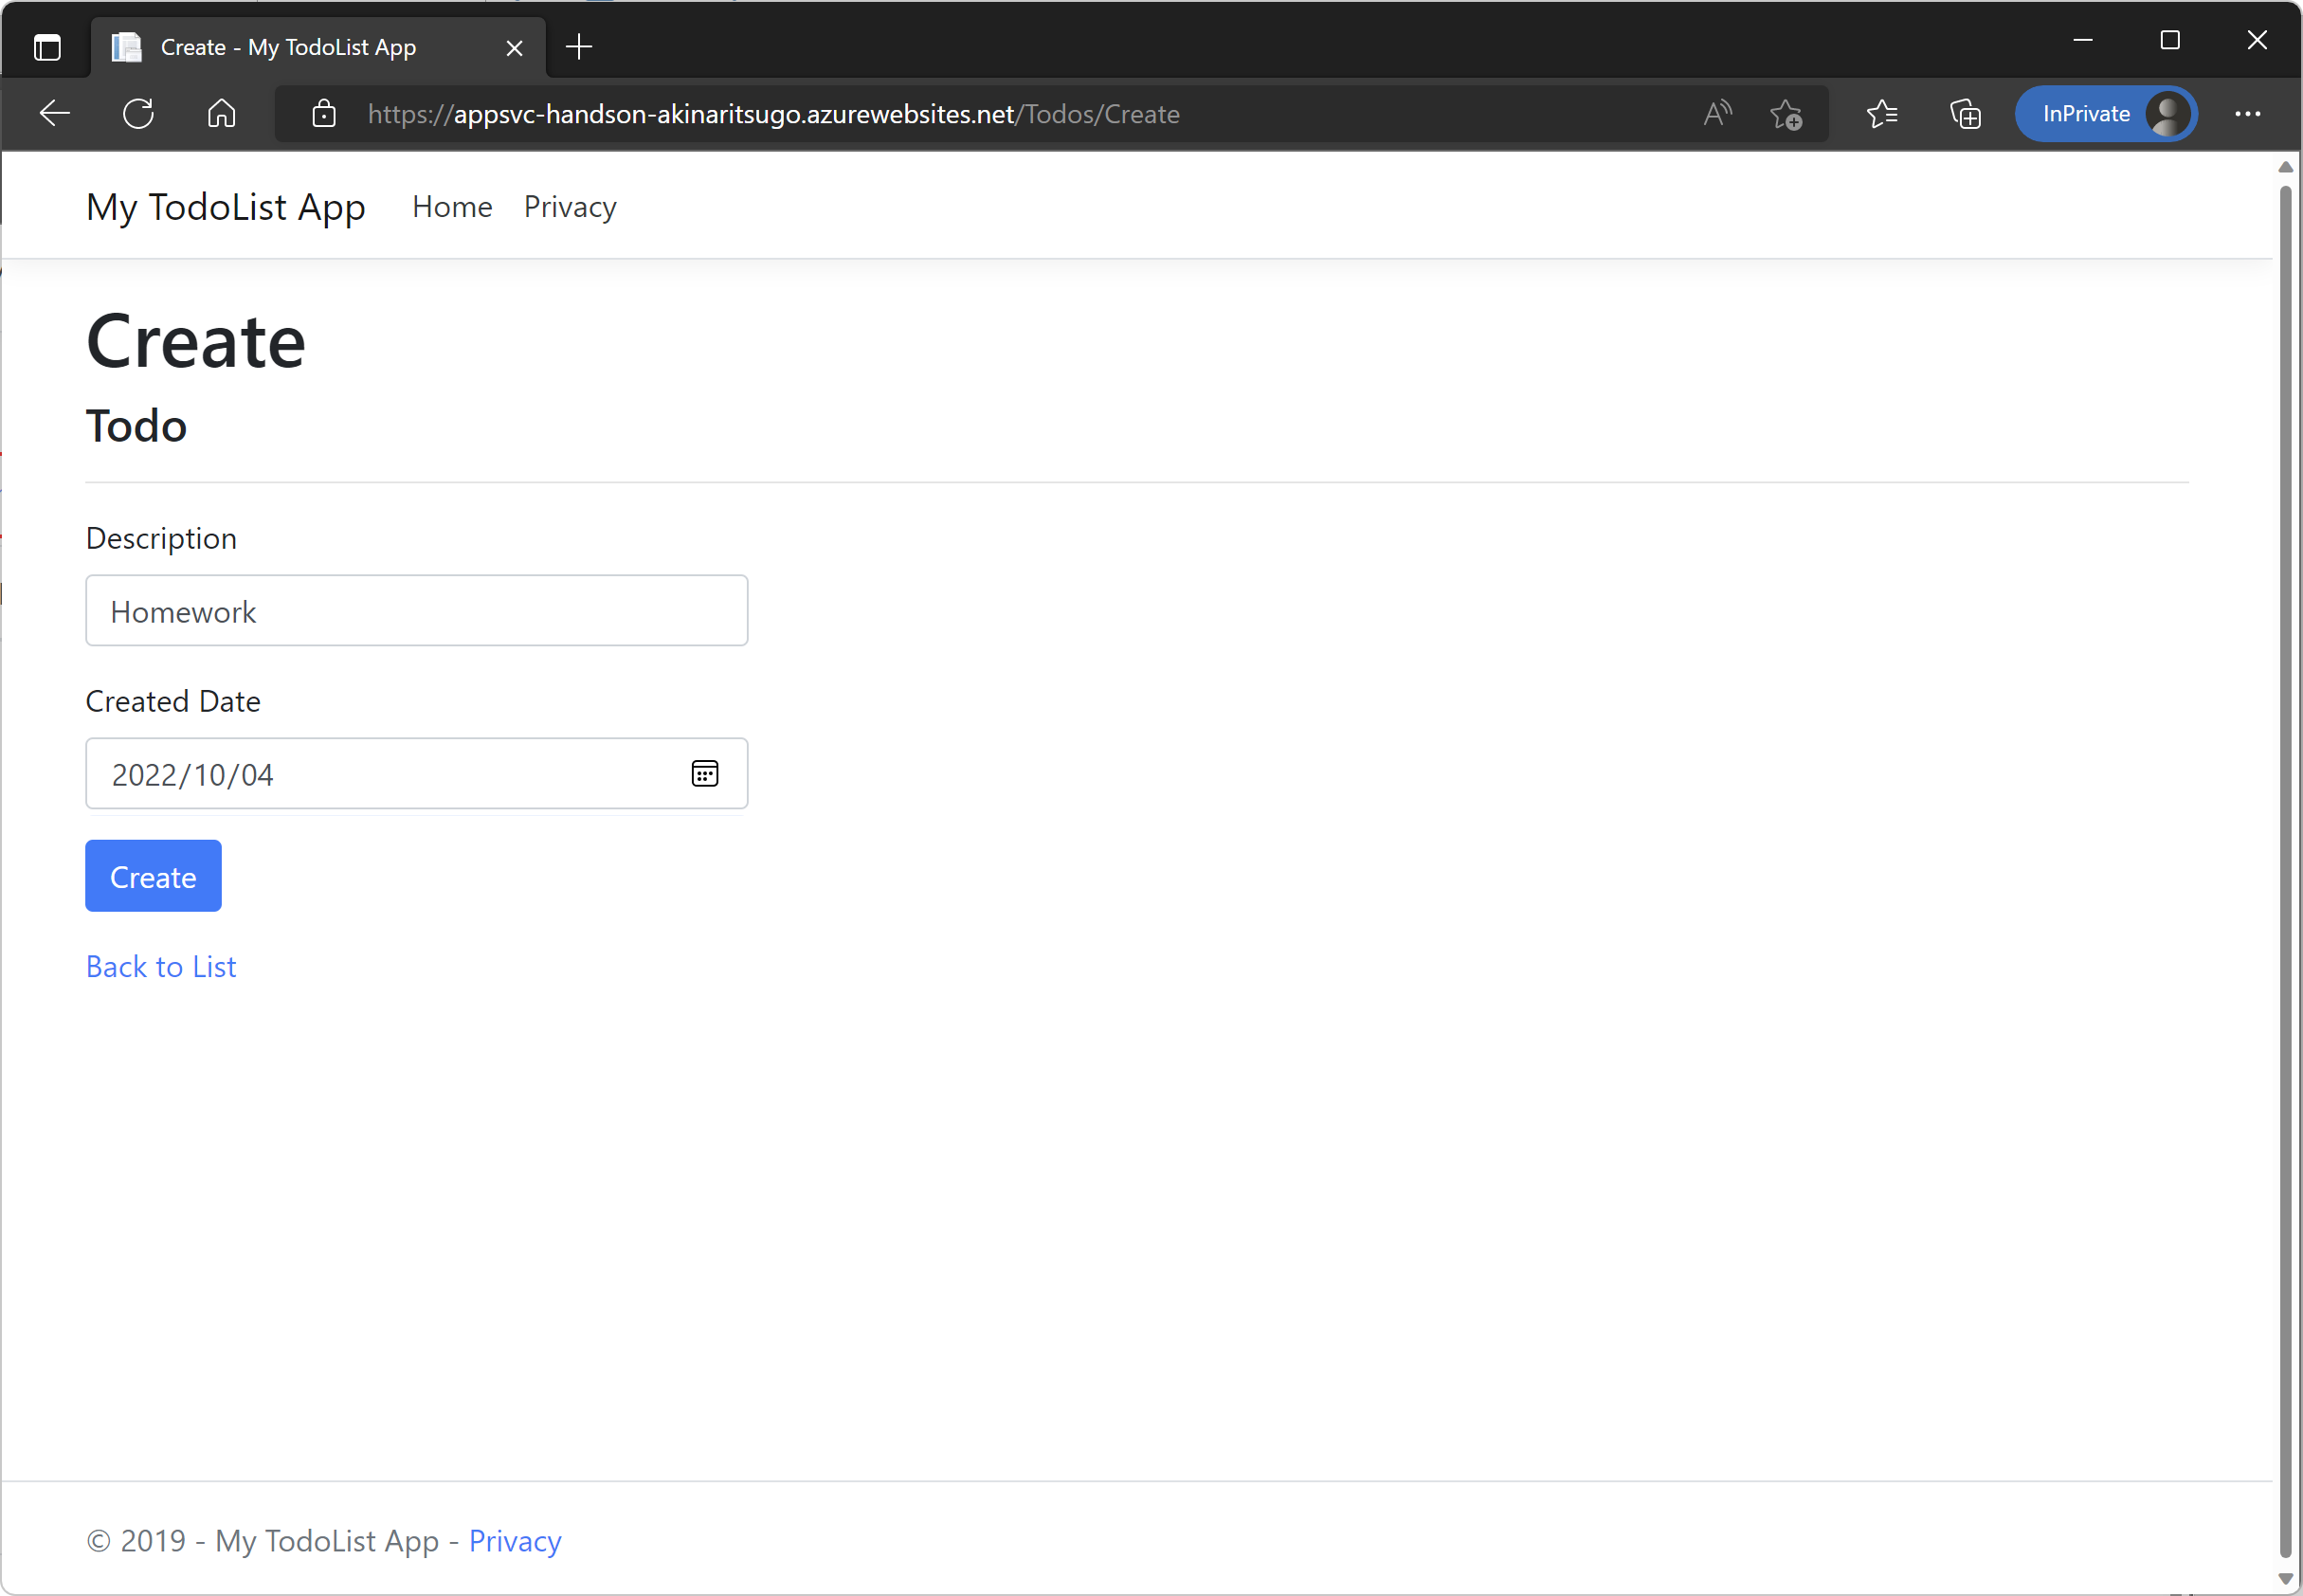 Create - My TodoList App
https://appsvc-handson-akinaritsugo.azurewebsites.net/Todos/Create
InPrivate
My TodoList App Home Privacy
Create
Todo
Description
Homework
Created Date
2022/10/04
Create
Back to List
© 2019 - My TodoList App - Privacy